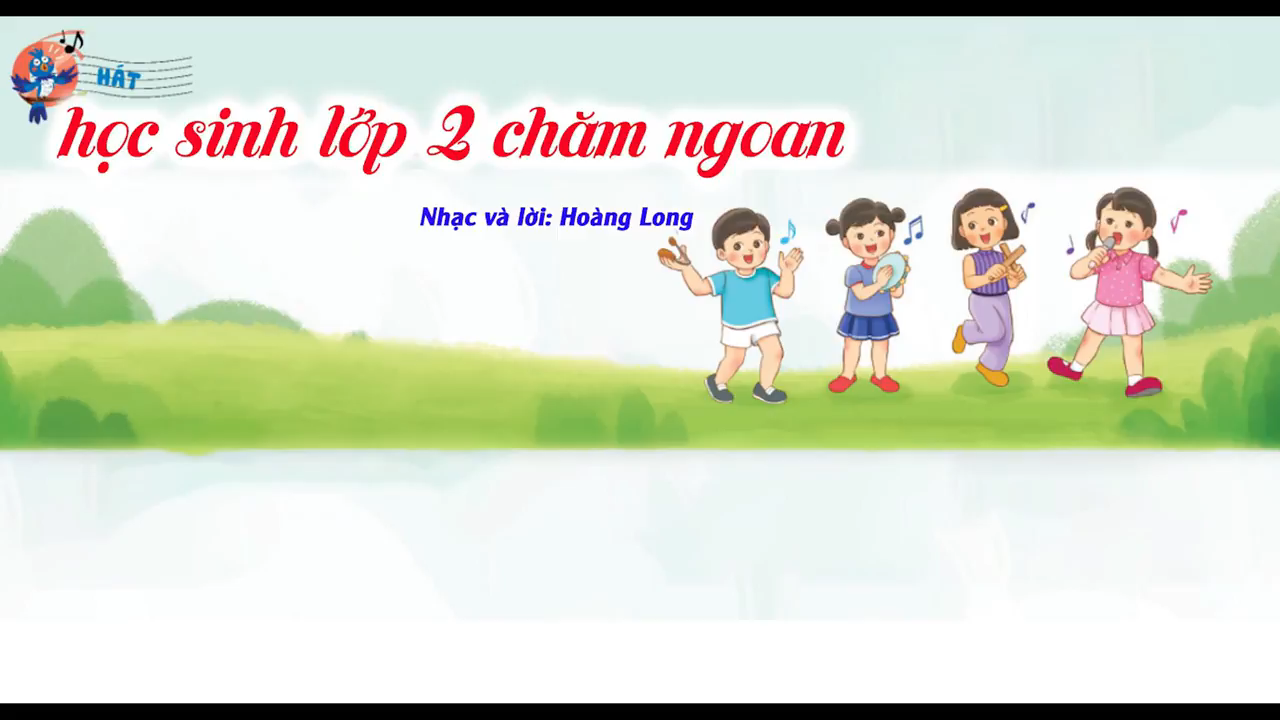 HÁT
học sinh lớp 2 chăm ngoan
Nhạc và lời: Hoàng Long